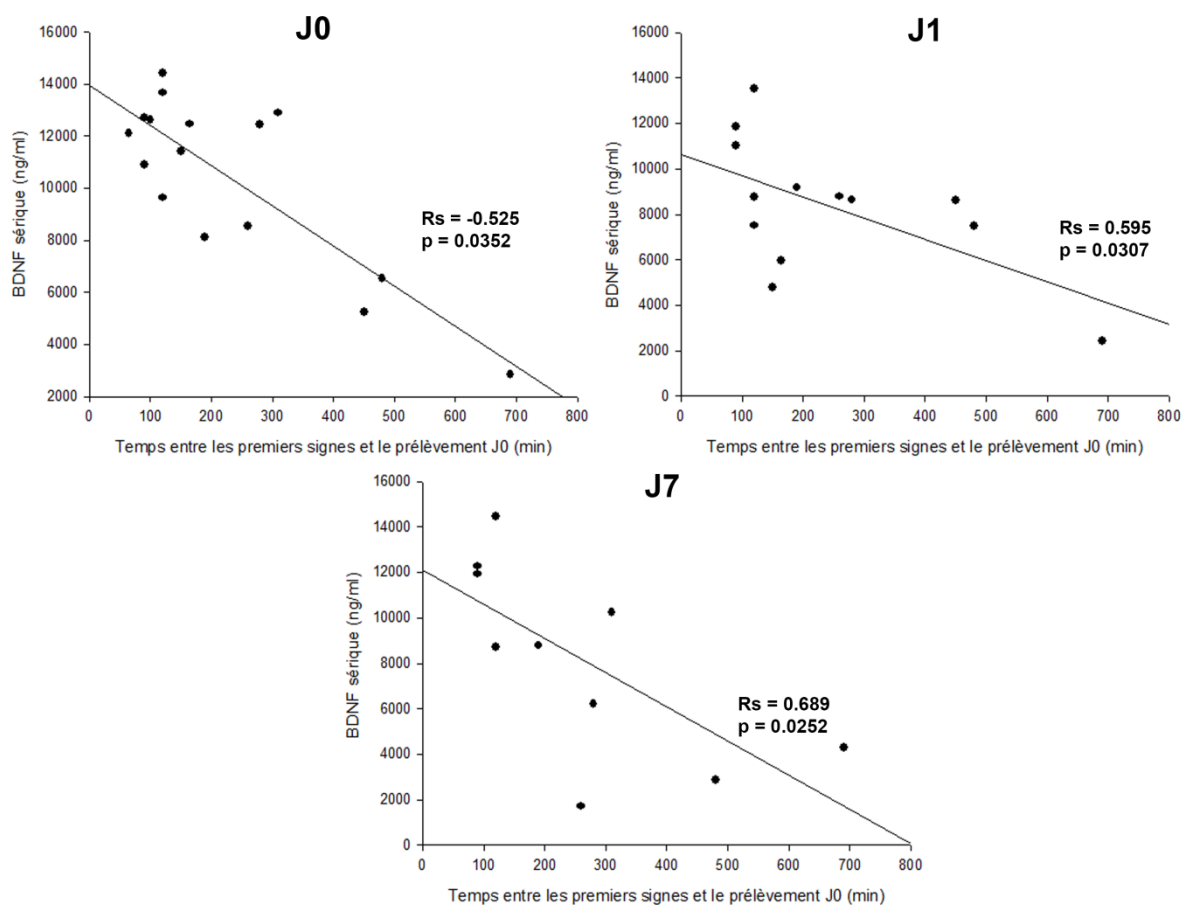 J0
16000
14000
12000
10000
8000
6000
4000
2000
BDNF sérique (ng/ml)
Rs = -0.525
p = 0.0352
0 100 200 300 400 500 600 700 800
Temps entre les premiers signes et le prélèvement J0 (min)
J1
16000
14000
12000
10000
8000
6000
4000
2000
0
BDNF sérique (ng/ml)
Rs = 0.595
p = 0.0307
0 100 200 300 400 500 600 700 800
Temps entre les premiers signes et le prélèvement J0 (min)
J7
16000
14000
12000
10000
8000
6000
4000
2000
0
BDNF sérique (ng/ml)
Rs = 0.689
p = 0.0252
0 100 200 300 400 500 600 700 800
Temps entre les premiers signes et le prélèvement J0 (min)